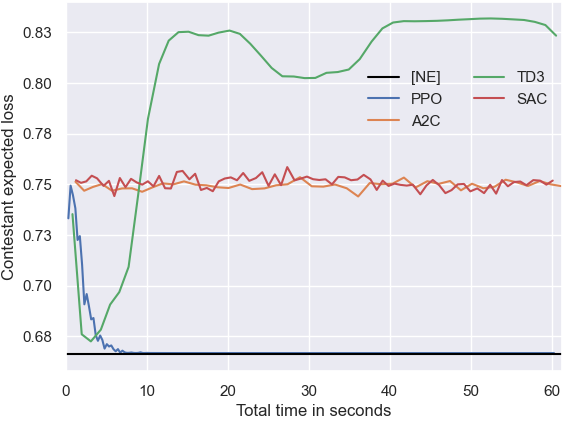 Contestant expected loss
0.83
0.80
0.78
0.75
0.73
0.70
0.68
[NE]
PPO
A2C
TD3
SAC
0 10 20 30 40 50 60
Total time in seconds